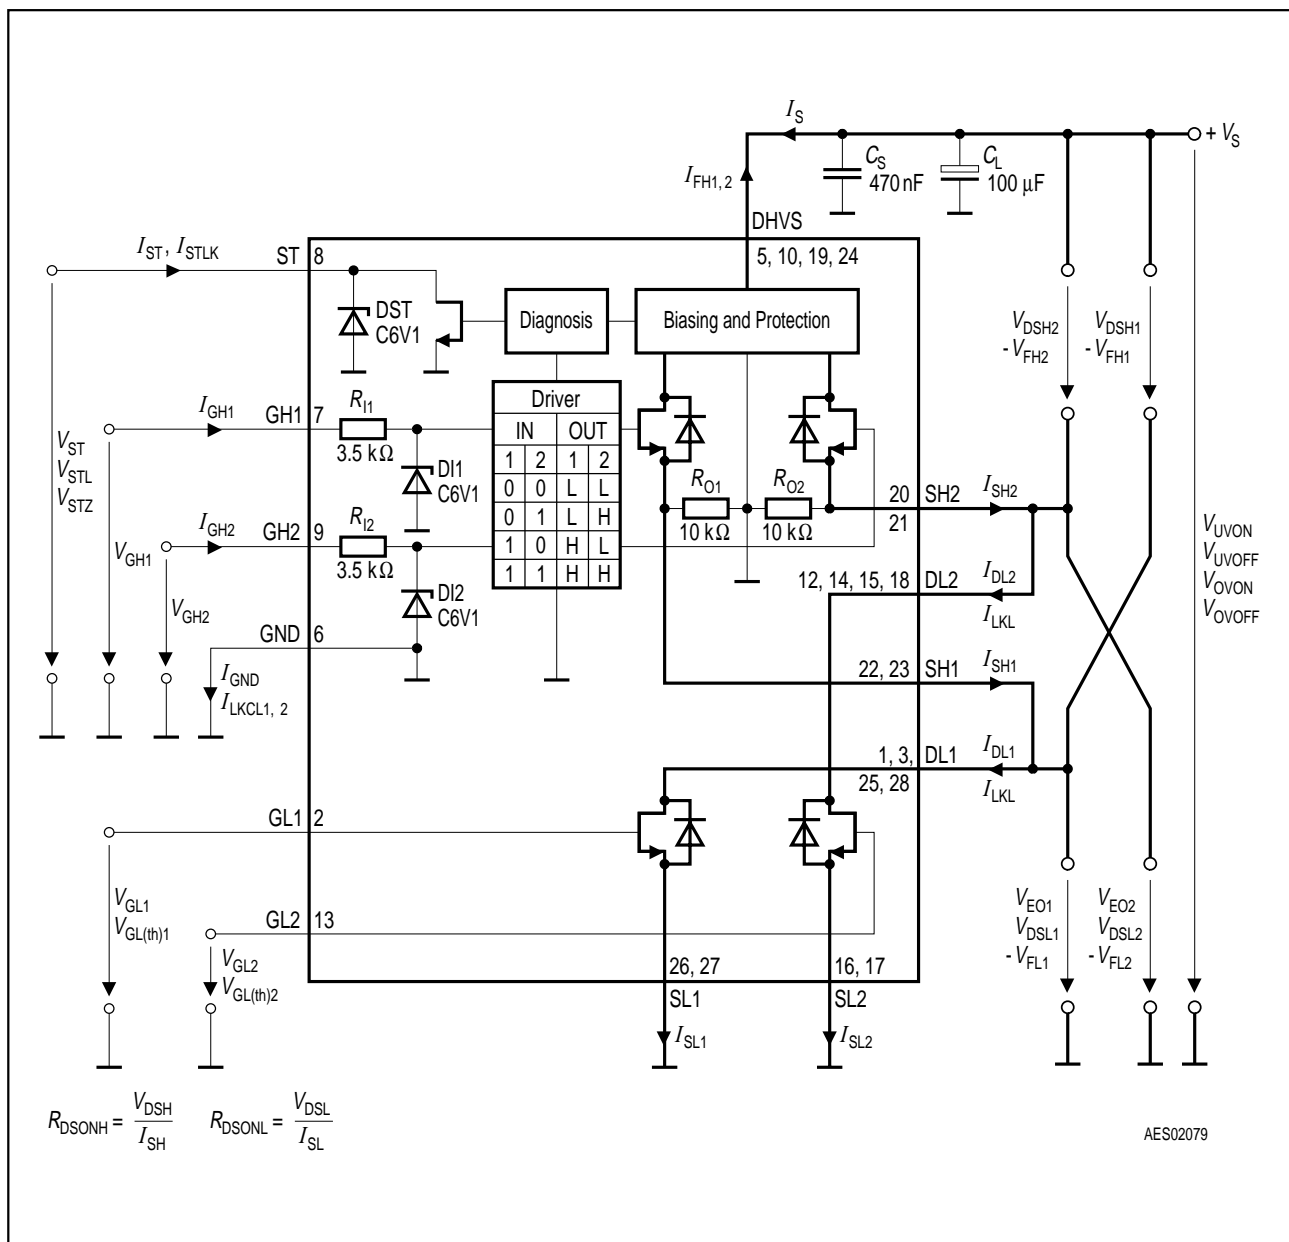 I_S
+ V_S
C_S
470 nF
C_L
100 µF
I_FH1, 2
DHVS
5, 10, 19, 24
I_ST, I_STLK
ST
8
DST
C6V1
Diagnosis
Biasing and Protection
V_DSH2
- V_FH2
V_DSH1
- V_FH1
I_GH1
GH1
7
R_I1
3.5 kΩ
DI1
C6V1
Driver
IN OUT
1 2 1 2
0 0 L L
0 1 L H
1 0 H L
1 1 H H
V_ST
V_STL
V_STZ
R_O1
10 kΩ
R_O2
10 kΩ
20
21
SH2
I_SH2
I_GH2
GH2
9
R_I2
3.5 kΩ
DI2
C6V1
V_GH1
V_GH2
V_UVON
V_UVOFF
V_OVON
V_OVOFF
12, 14, 15, 18
DL2
I_DL2
I_LKL
GND
6
I_GND
I_LKCL1, 2
22, 23
SH1
I_SH1
1, 3,
25, 28
DL1
I_DL1
I_LKL
GL1
2
V_GL1
V_GL(th)1
GL2
13
V_GL2
V_GL(th)2
V_EO1
V_DSL1
- V_FL1
V_EO2
V_DSL2
- V_FL2
26, 27
SL1
16, 17
SL2
I_SL1
I_SL2
R_DSONH = V_DSH / I_SH
R_DSONL = V_DSL / I_SL
AES02079